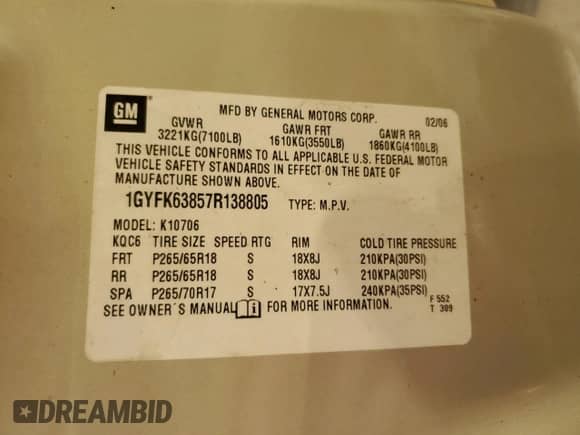 GM
MFD BY GENERAL MOTORS CORP. 02/06
GVWR GAWR FRT GAWR RR
3221KG(7100LB) 1610KG(3550LB) 1860KG(4100LB)
THIS VEHICLE CONFORMS TO ALL APPLICABLE U.S. FEDERAL MOTOR
VEHICLE SAFETY STANDARDS IN EFFECT ON THE DATE OF
MANUFACTURE SHOWN ABOVE.
1GYFK63857R138805 TYPE: M.P.V.
MODEL: K10706
KQC6 TIRE SIZE SPEED RTG RIM COLD TIRE PRESSURE
FRT P265/65R18 S 18X8J 210KPA(30PSI)
RR P265/65R18 S 18X8J 210KPA(30PSI)
SPA P265/70R17 S 17X7.5J 240KPA(35PSI)
SEE OWNER´S MANUAL FOR MORE INFORMATION. F 552
T 309
DREAMBID